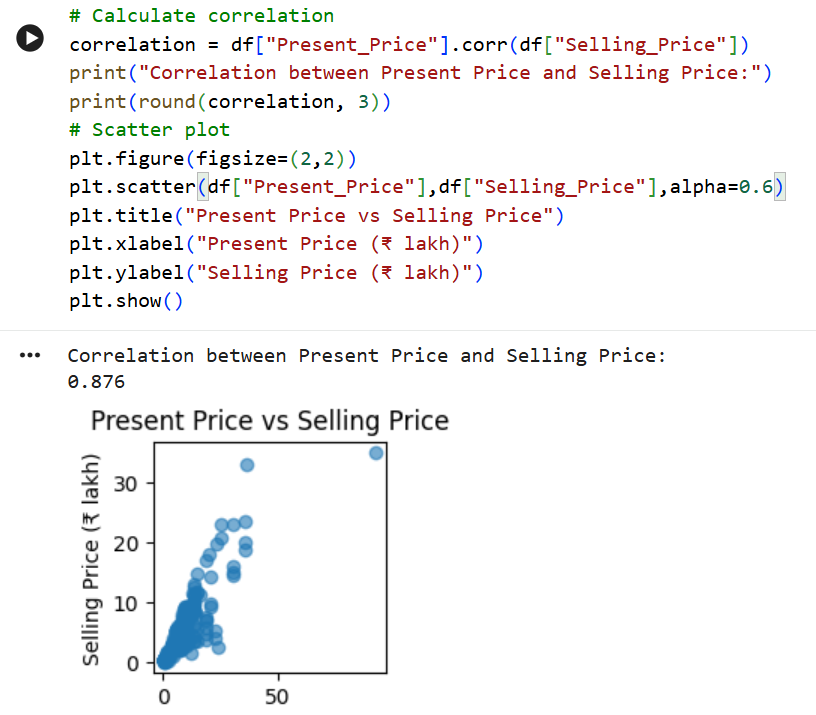 # Calculate correlation
correlation = df["Present_Price"].corr(df["Selling_Price"])
print("Correlation between Present Price and Selling Price:")
print(round(correlation, 3))
# Scatter plot
plt.figure(figsize=(2,2))
plt.scatter(df["Present_Price"],df["Selling_Price"],alpha=0.6)
plt.title("Present Price vs Selling Price")
plt.xlabel("Present Price (₹ lakh)")
plt.ylabel("Selling Price (₹ lakh)")
plt.show()
Correlation between Present Price and Selling Price:
0.876
Present Price vs Selling Price
Selling Price (₹ lakh)
30
20
10
0
0 50